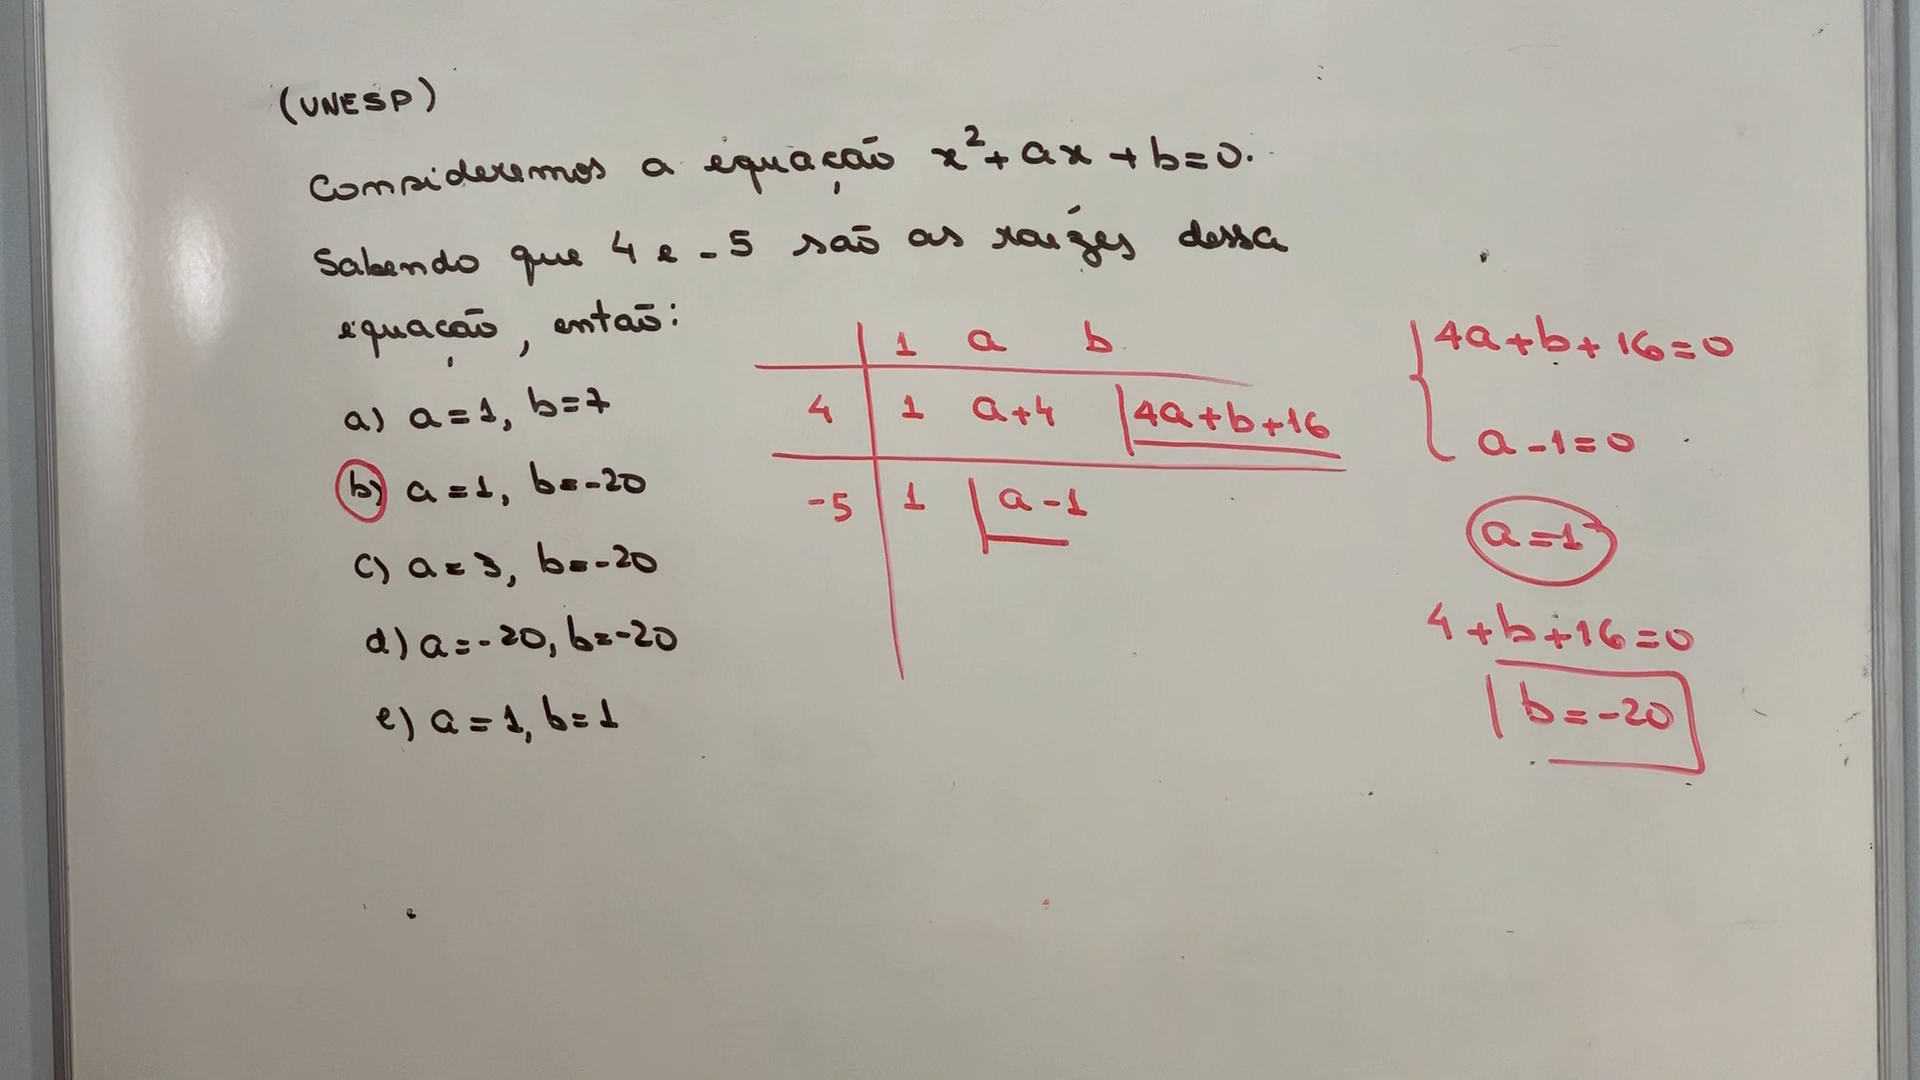 (UNESP)
Consideremos a equação x²+ax+b=0.
Sabendo que 4 e -5 são as raízes dessa
equação, então:
a) a=1, b=7
b) a=1, b=-20
c) a=3, b=-20
d) a=-20, b=-20
e) a=1, b=1
1 a b
4 1 a+4 4a+b+16
-5 1 a-1
4a+b+16=0
a-1=0
a=1
4+b+16=0
b=-20